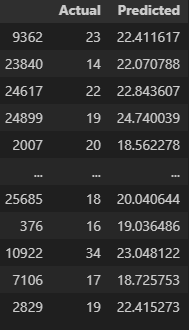 Actual Predicted
9362 23 22.411617
23840 14 22.070788
24617 22 22.843607
24899 19 24.740039
2007 20 18.562278
... ... ...
25685 18 20.040644
376 16 19.036486
10922 34 23.048122
7106 17 18.725753
2829 19 22.415273